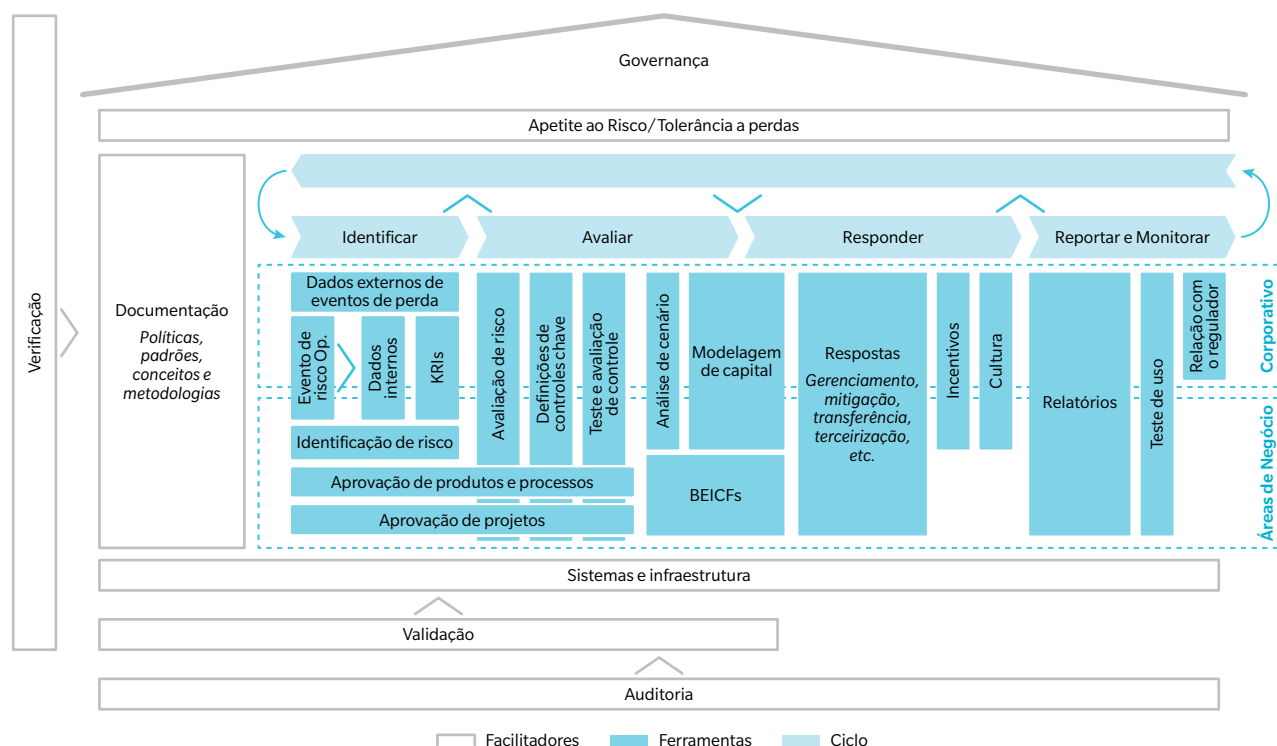 Governança
Apetite ao Risco/Tolerância a perdas
Verificação
Documentação
Políticas,
padrões,
conceitos e
metodologias
Identificar
Avaliar
Responder
Reportar e Monitorar
Dados externos de
eventos de perda
Evento de
risco Op.
Dados
internos
KRIs
Identificação de risco
Aprovação de produtos e processos
Aprovação de projetos
Avaliação de risco
Definições de
controles chave
Teste e avaliação
de controle
Análise de cenário
Modelagem
de capital
BEICFs
Respostas
Gerenciamento,
mitigação,
transferência,
terceirização,
etc.
Incentivos
Cultura
Relatórios
Teste de uso
Relação com
o regulador
Corporativo
Áreas de Negócio
Sistemas e infraestrutura
Validação
Auditoria
Facilitadores
Ferramentas
Ciclo